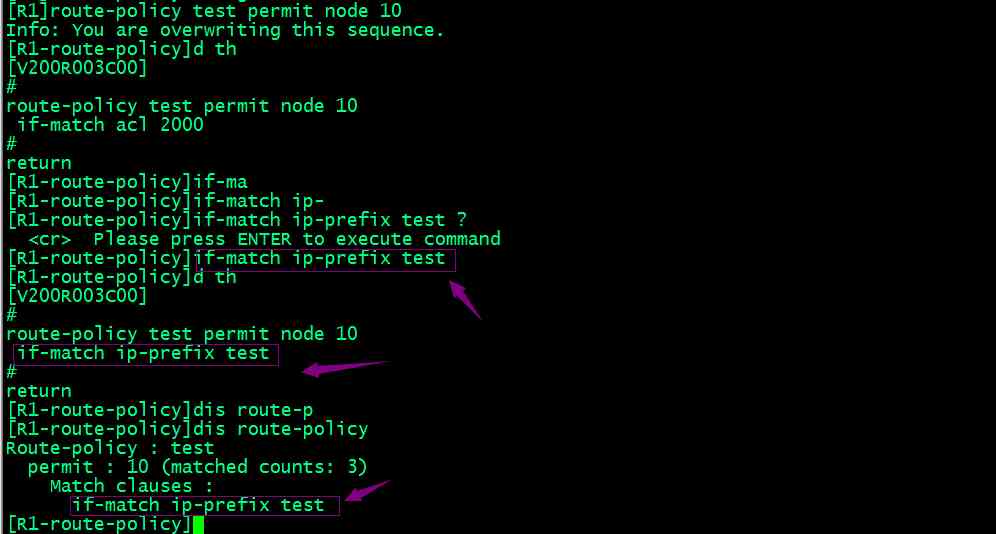 [R1]route-policy test permit node 10
Info: You are overwriting this sequence.
[R1-route-policy]d th
[V200R003C00]
#
route-policy test permit node 10
 if-match acl 2000
#
return
[R1-route-policy]if-ma
[R1-route-policy]if-match ip-
[R1-route-policy]if-match ip-prefix test ?
  <cr>  Please press ENTER to execute command
[R1-route-policy]if-match ip-prefix test
[R1-route-policy]d th
[V200R003C00]
#
route-policy test permit node 10
 if-match ip-prefix test
#
return
[R1-route-policy]dis route-p
[R1-route-policy]dis route-policy
Route-policy : test
  permit : 10 (matched counts: 3)
    Match clauses :
      if-match ip-prefix test
[R1-route-policy]